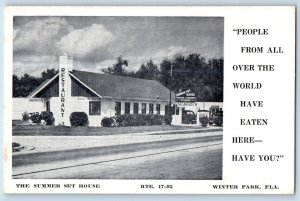 RESTAURANT
"PEOPLE
FROM ALL
OVER THE
WORLD
HAVE
EATEN
HERE—
HAVE YOU?"
THE SUMMER SET HOUSE RTE. 17-92 WINTER PARK, FLA.